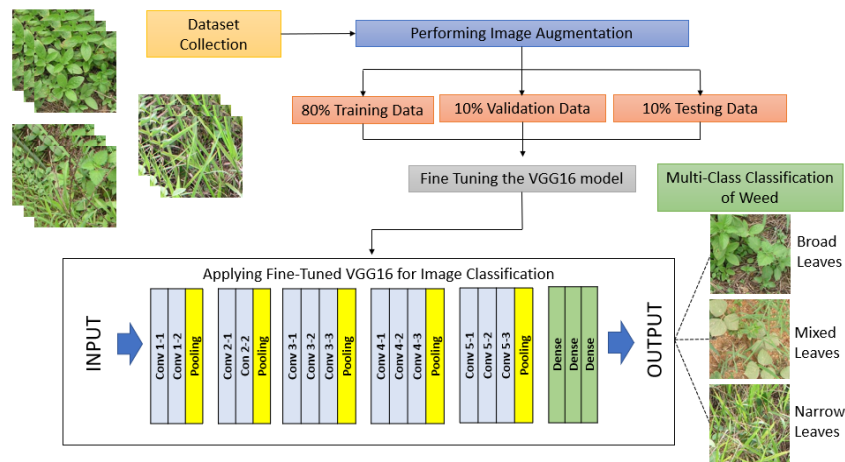 Dataset
Collection
Performing Image Augmentation
80% Training Data
10% Validation Data
10% Testing Data
Fine Tuning the VGG16 model
Multi-Class Classification
of Weed
Applying Fine-Tuned VGG16 for Image Classification
INPUT
Conv 1-1
Conv 1-2
Pooling
Conv 2-1
Conv 2-2
Pooling
Conv 3-1
Conv 3-2
Conv 3-3
Pooling
Conv 4-1
Conv 4-2
Conv 4-3
Pooling
Conv 5-1
Conv 5-2
Conv 5-3
Pooling
Dense
Dense
Dense
OUTPUT
Broad
Leaves
Mixed
Leaves
Narrow
Leaves